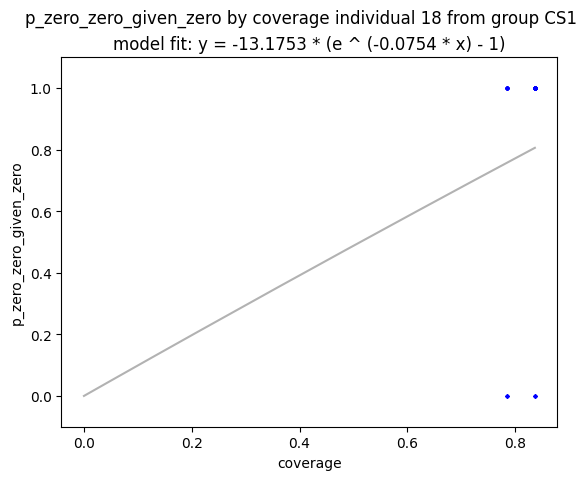 p_zero_zero_given_zero by coverage individual 18 from group CS1
model fit: y = -13.1753 * (e ^ (-0.0754 * x) - 1)
1.0
0.8
0.6
0.4
0.2
0.0
p_zero_zero_given_zero
0.0 0.2 0.4 0.6 0.8
coverage